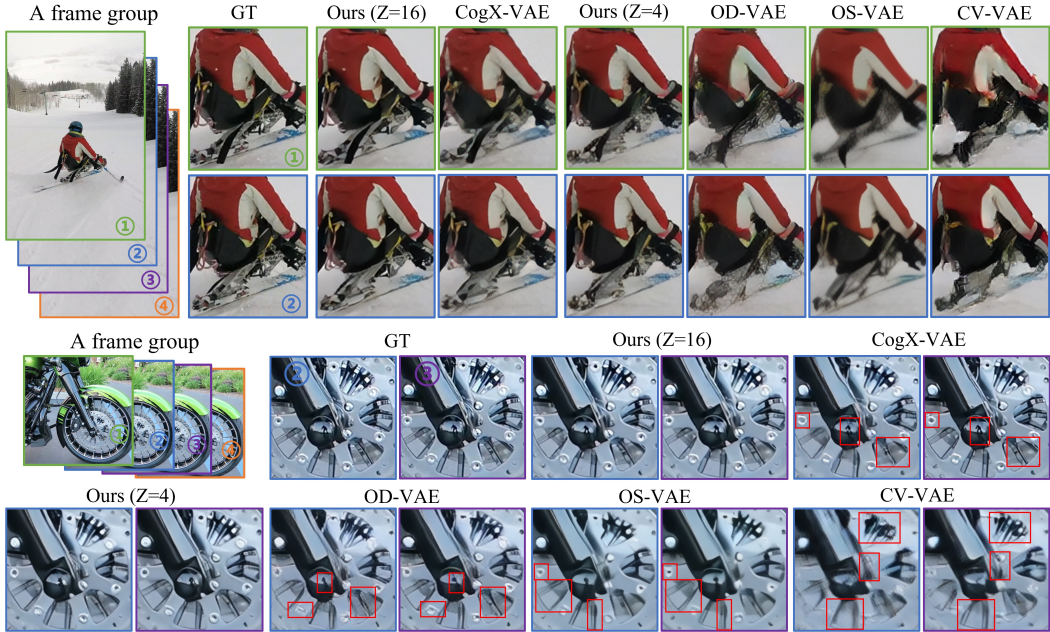 A frame group GT Ours (Z=16) CogX-VAE Ours (Z=4) OD-VAE OS-VAE CV-VAE
①
②
③
④
①
②
A frame group GT Ours (Z=16) CogX-VAE
① ② ③ ④
② ③
Ours (Z=4) OD-VAE OS-VAE CV-VAE